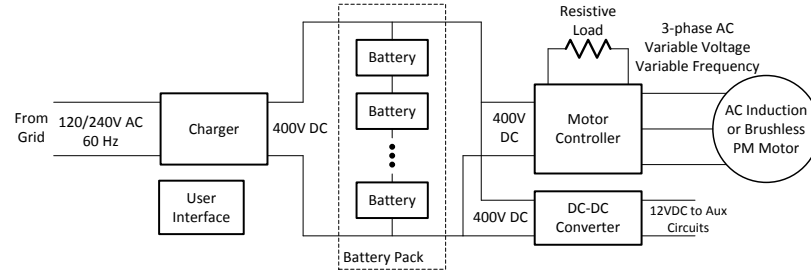 From
Grid
120/240V AC
60 Hz
Charger
User
Interface
400V DC
Battery
Battery
Battery
Battery Pack
Resistive
Load
3-phase AC
Variable Voltage
Variable Frequency
400V
DC
Motor
Controller
AC Induction
or Brushless
PM Motor
400V DC
DC-DC
Converter
12VDC to Aux
Circuits